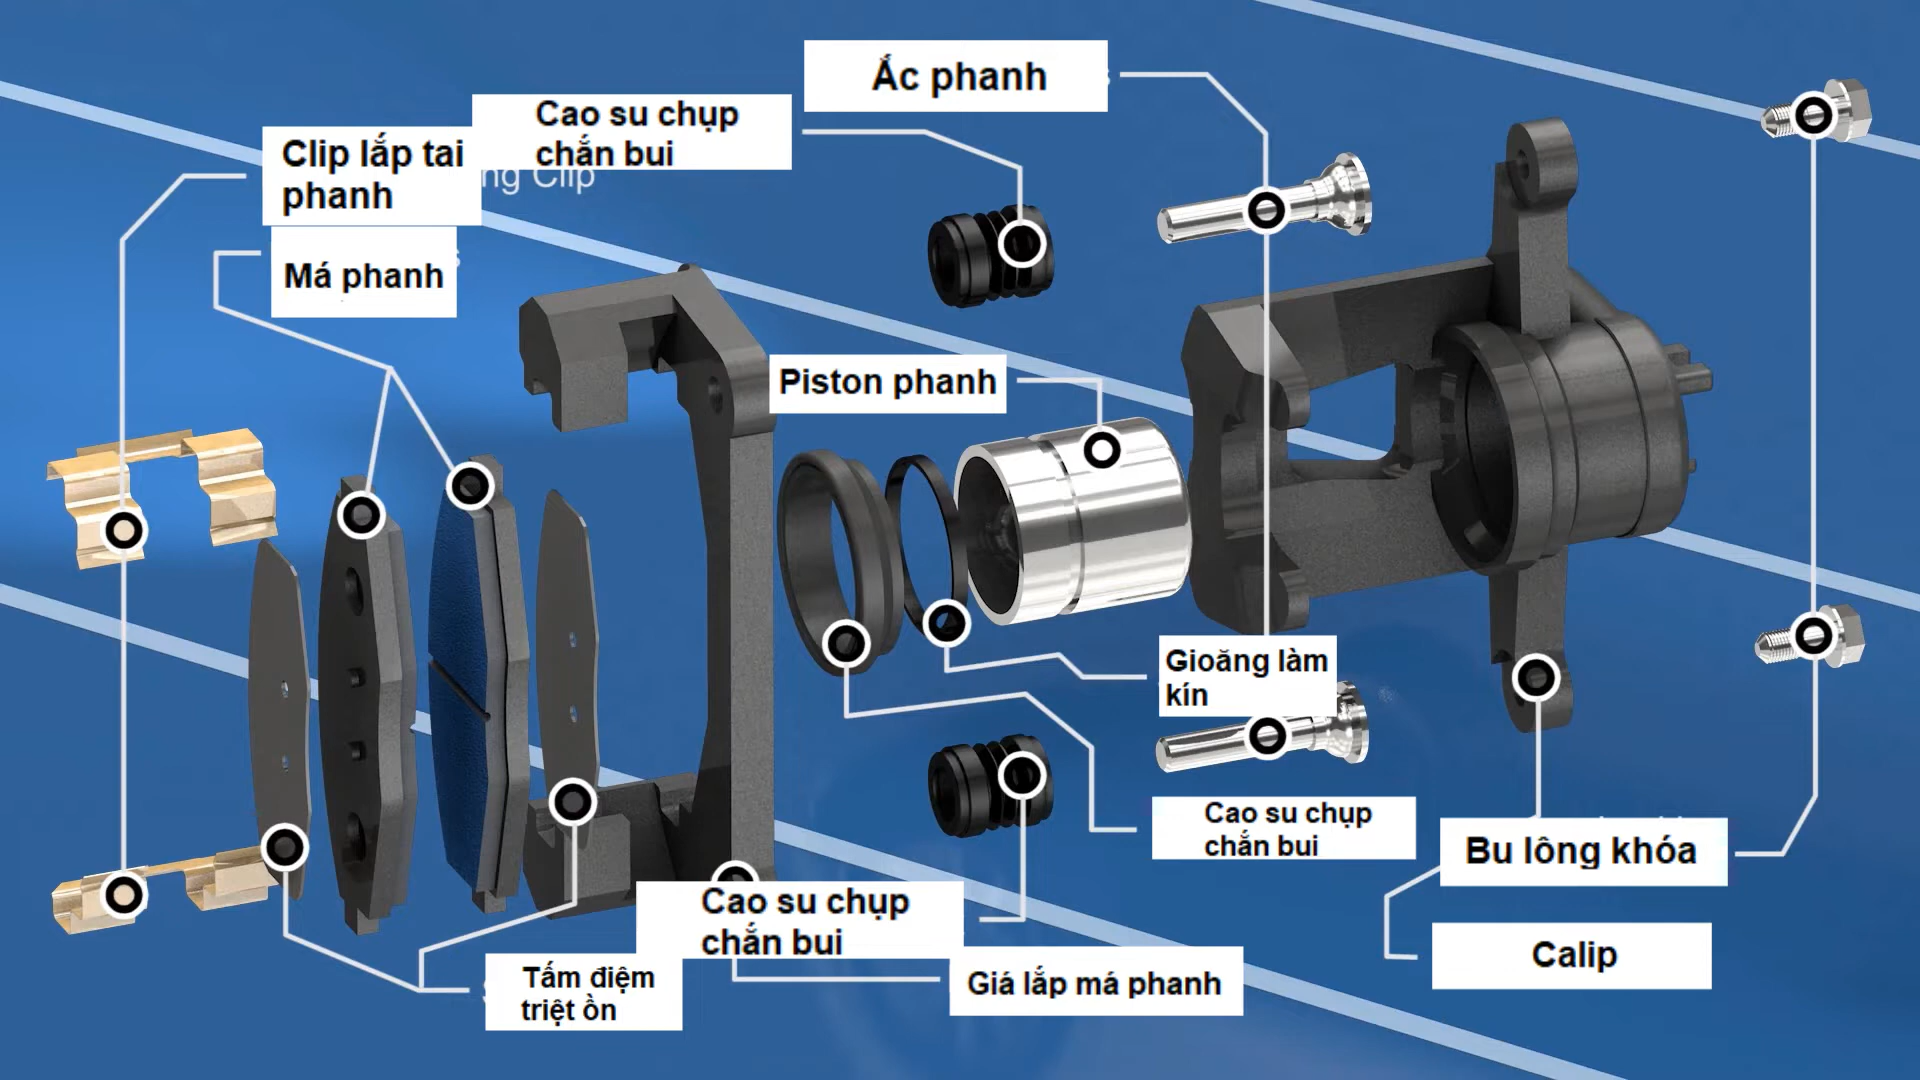 Ắc phanh
Cao su chụp
chắn bui
Clip lắp tai
phanh
ng Clip
Má phanh
Piston phanh
Gioăng làm
kín
Cao su chụp
chắn bui
Bu lông khóa
Cao su chụp
chắn bui
Calip
Tấm điệm
triệt ồn
Giá lắp má phanh